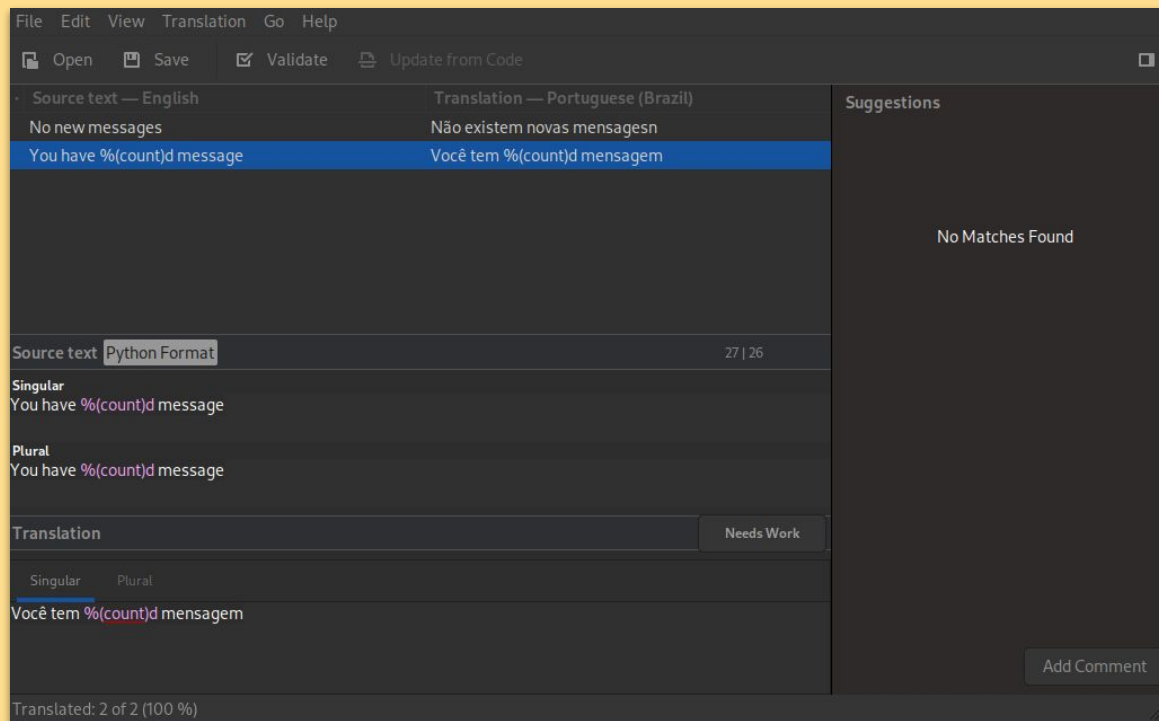 File Edit View Translation Go Help
Open Save Validate Update from Code
Source text — English Translation — Portuguese (Brazil) Suggestions
No new messages Não existem novas mensagesn
You have %(count)d message Você tem %(count)d mensagem
No Matches Found
Source text Python Format 27 | 26
Singular
You have %(count)d message
Plural
You have %(count)d message
Translation Needs Work
Singular Plural
Você tem %(count)d mensagem
Add Comment
Translated: 2 of 2 (100 %)